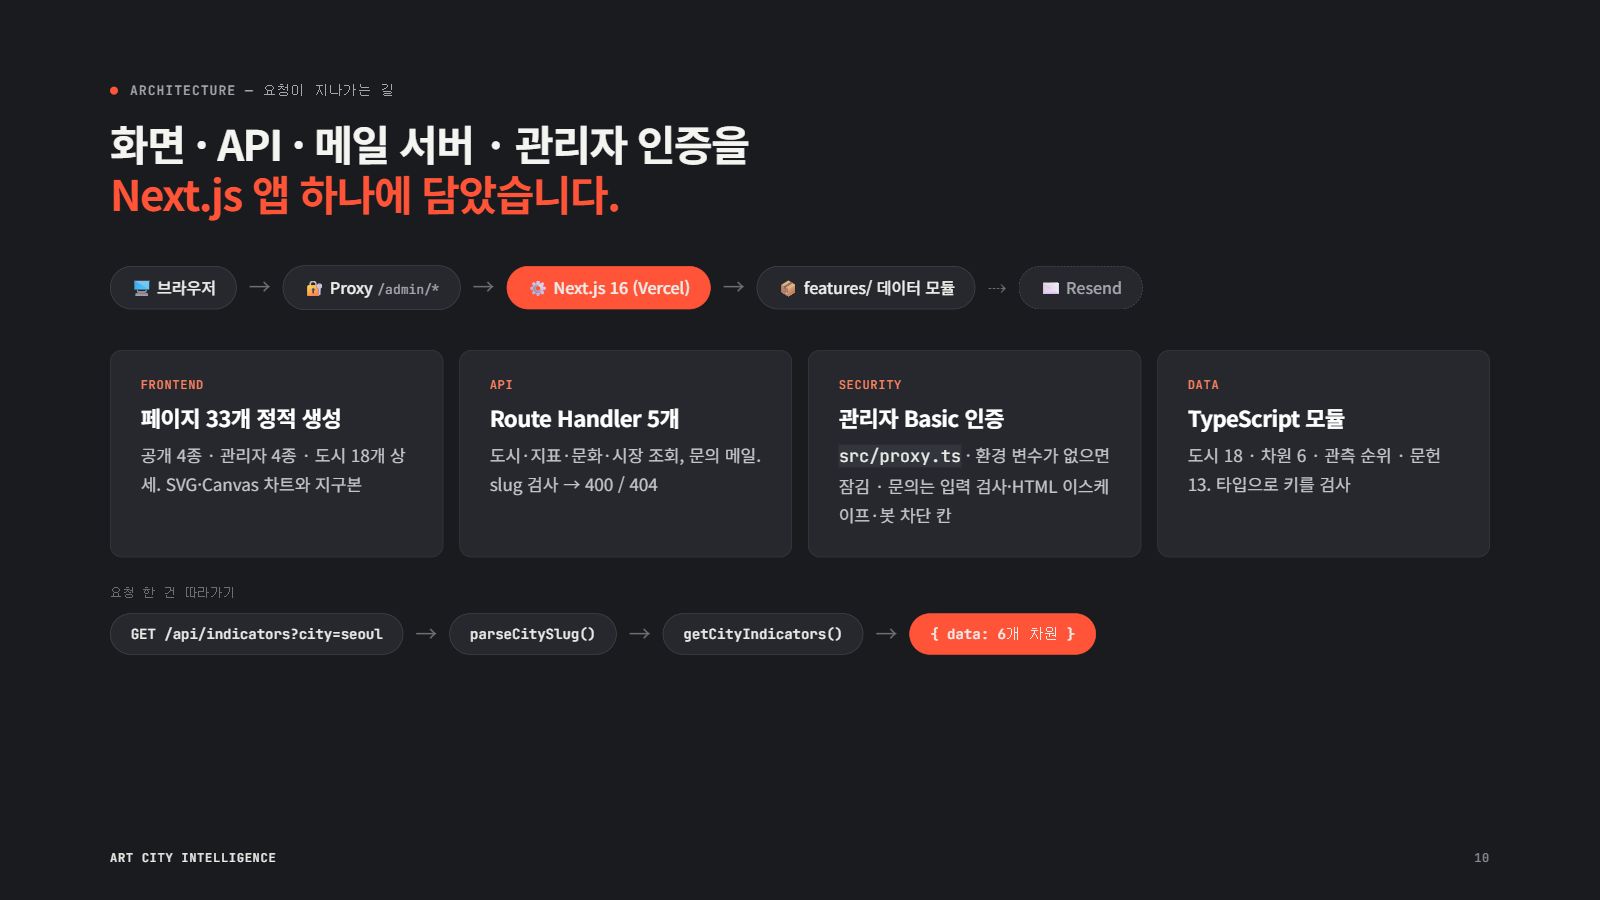 ARCHITECTURE — 요청이 지나가는 길
화면 · API · 메일 서버 · 관리자 인증을
Next.js 앱 하나에 담았습니다.
브라우저 → Proxy /admin/* → Next.js 16 (Vercel) → features/ 데이터 모듈 ⇢ Resend
FRONTEND
페이지 33개 정적 생성
공개 4종 · 관리자 4종 · 도시 18개 상
세. SVG·Canvas 차트와 지구본
API
Route Handler 5개
도시·지표·문화·시장 조회, 문의 메일.
slug 검사 → 400 / 404
SECURITY
관리자 Basic 인증
src/proxy.ts · 환경 변수가 없으면
잠김 · 문의는 입력 검사·HTML 이스케
이프·봇 차단 칸
DATA
TypeScript 모듈
도시 18 · 차원 6 · 관측 순위 · 문헌
13. 타입으로 키를 검사
요청 한 건 따라가기
GET /api/indicators?city=seoul → parseCitySlug() → getCityIndicators() → { data: 6개 차원 }
ART CITY INTELLIGENCE
10